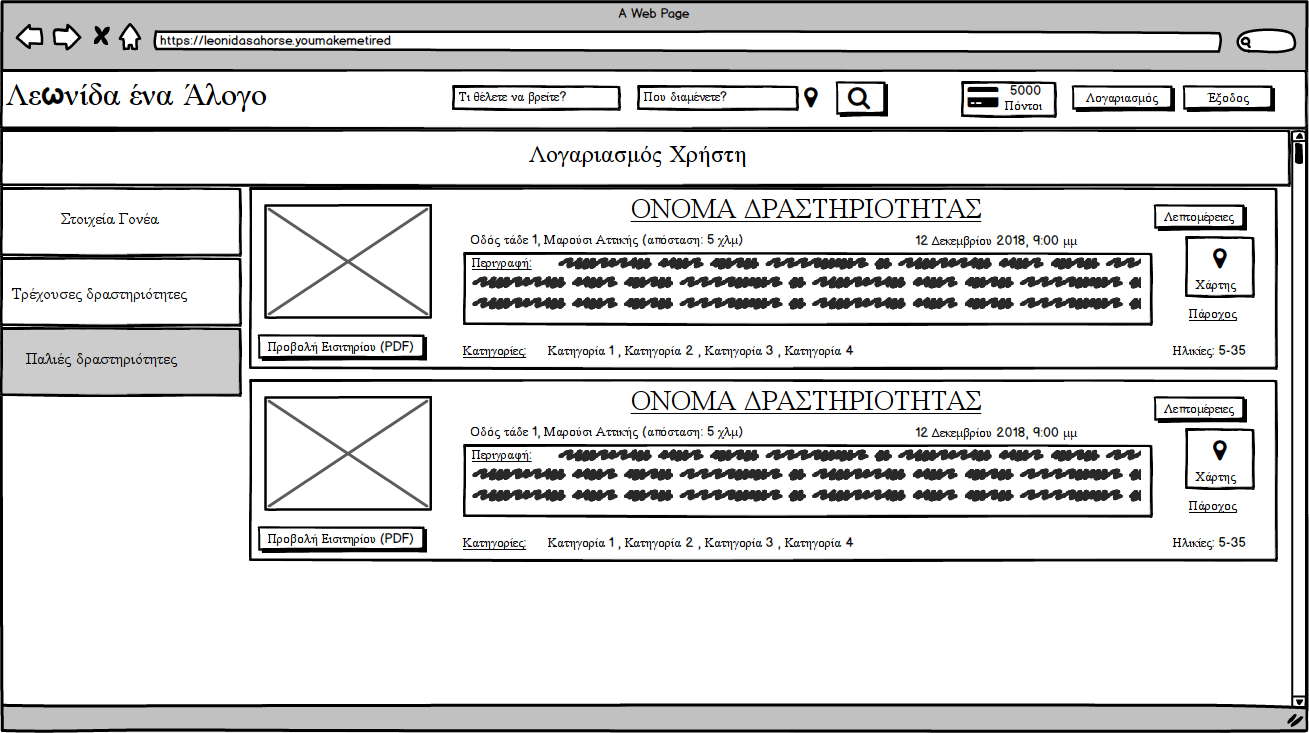 A Web Page
https://leonidasahorse.youmakemetired
Λεωνίδα ένα Άλογο
Τι θέλετε να βρείτε?
Που διαμένετε?
5000
Πόντοι
Λογαριασμός
Έξοδος
Λογαριασμός Χρήστη
Στοιχεία Γονέα
Τρέχουσες δραστηριότητες
Παλιές δραστηριότητες
ΟΝΟΜΑ ΔΡΑΣΤΗΡΙΟΤΗΤΑΣ
Λεπτομέρειες
Οδός τάδε 1, Μαρούσι Αττικής (απόσταση: 5 χλμ)
12 Δεκεμβρίου 2018, 9:00 μμ
Περιγραφή:
Χάρτης
Πάροχος
Προβολή Εισιτηρίου (PDF)
Κατηγορίες: Κατηγορία 1 , Κατηγορία 2 , Κατηγορία 3 , Κατηγορία 4
Ηλικίες: 5-35
ΟΝΟΜΑ ΔΡΑΣΤΗΡΙΟΤΗΤΑΣ
Λεπτομέρειες
Οδός τάδε 1, Μαρούσι Αττικής (απόσταση: 5 χλμ)
12 Δεκεμβρίου 2018, 9:00 μμ
Περιγραφή:
Χάρτης
Πάροχος
Προβολή Εισιτηρίου (PDF)
Κατηγορίες: Κατηγορία 1 , Κατηγορία 2 , Κατηγορία 3 , Κατηγορία 4
Ηλικίες: 5-35